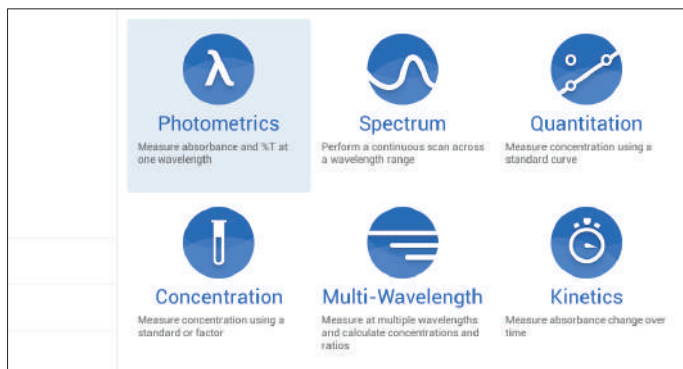 λ
Photometrics
Measure absorbance and %T at
one wavelength
Spectrum
Perform a continuous scan across
a wavelength range
Quantitation
Measure concentration using a
standard curve
Concentration
Measure concentration using a
standard or factor
Multi-Wavelength
Measure at multiple wavelengths
and calculate concentrations and
ratios
Kinetics
Measure absorbance change over
time